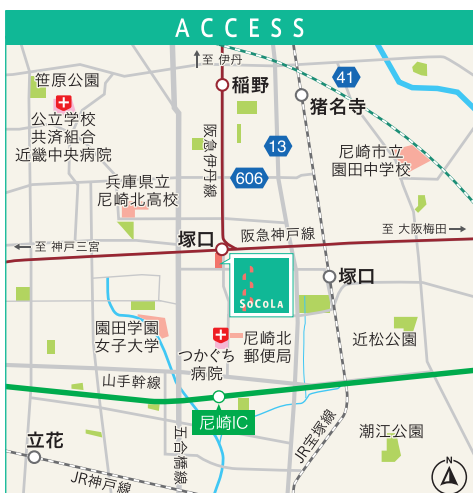 ACCESS
至 伊丹
笹原公園
稲野
41
猪名寺
公立学校
共済組合
近畿中央病院
阪急伊丹線
13
尼崎市立
園田中学校
兵庫県立
尼崎北高校
606
塚口
阪急神戸線
至 大阪梅田
至 神戸三宮
塚口
SOCOLA
園田学園
女子大学
つかぐち
病院
尼崎北
郵便局
近松公園
山手幹線
尼崎IC
五合橋線
JR宝塚線
潮江公園
立花
JR神戸線
N